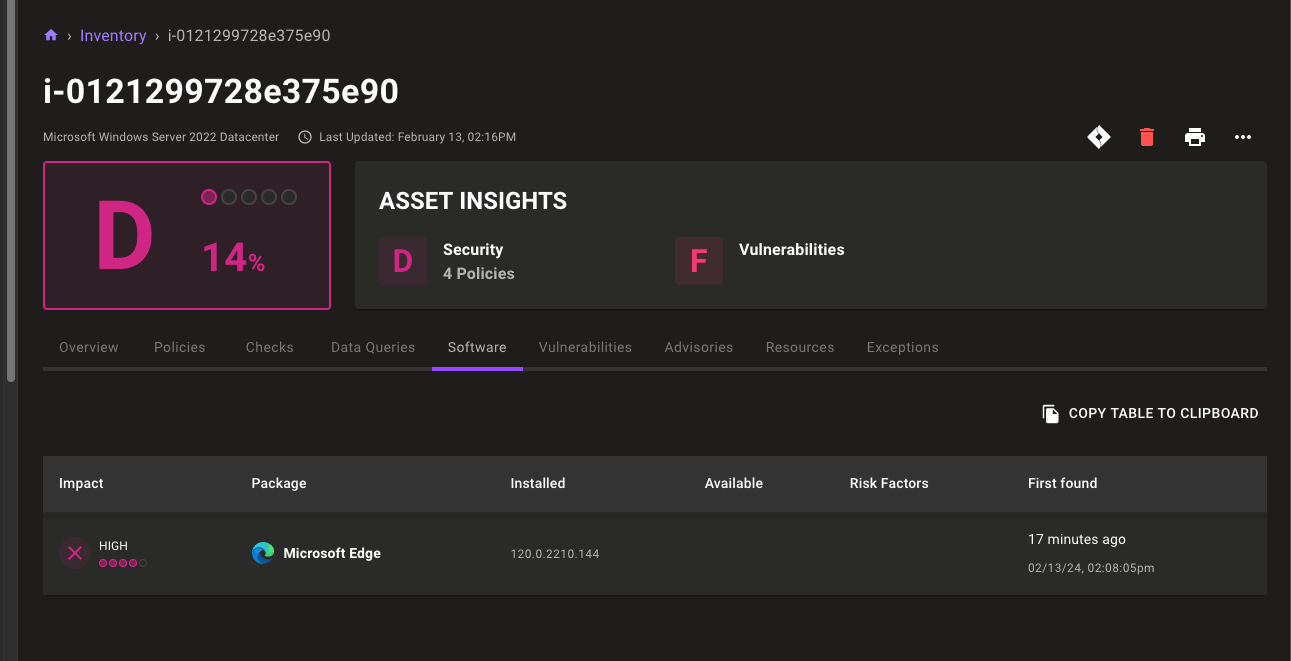 › Inventory › i-0121299728e375e90
i-0121299728e375e90
Microsoft Windows Server 2022 Datacenter Last Updated: February 13, 02:16PM
D
14%
ASSET INSIGHTS
D
Security
4 Policies
F
Vulnerabilities
Overview Policies Checks Data Queries Software Vulnerabilities Advisories Resources Exceptions
COPY TABLE TO CLIPBOARD
Impact Package Installed Available Risk Factors First found
HIGH
Microsoft Edge
120.0.2210.144
17 minutes ago
02/13/24, 02:08:05pm